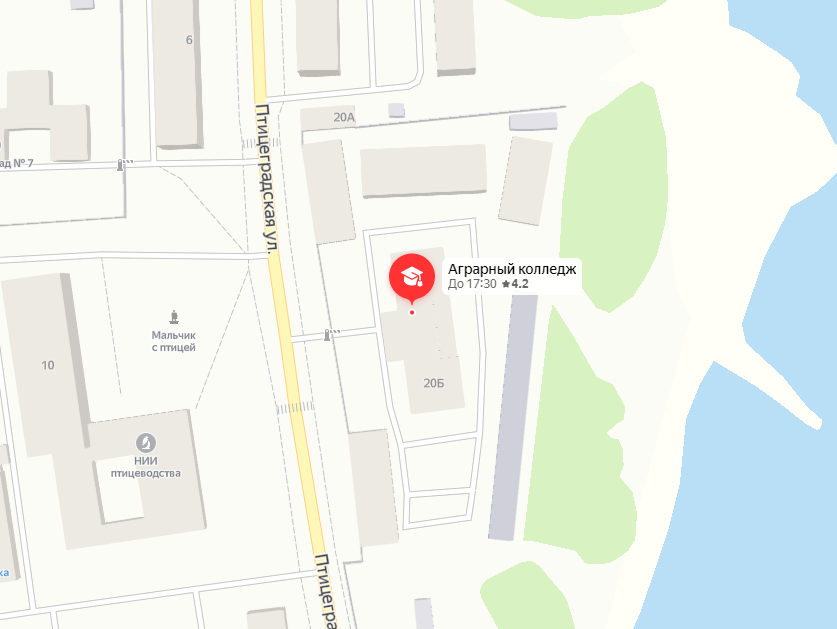 6
20А
ад № 7
Птицеградская ул.
Аграрный колледж
До 17:30 ★4.2
Мальчик
с птицей
10
20Б
НИИ
птицеводства
ка
Птицегра